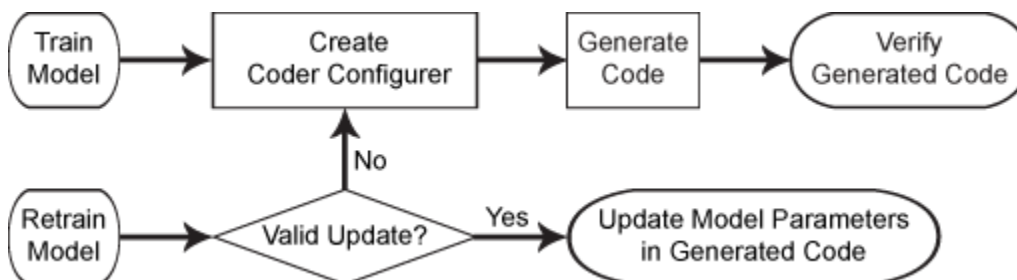 Train
Model
Create
Coder Configurer
Generate
Code
Verify
Generated Code
No
Retrain
Model
Valid Update?
Yes
Update Model Parameters
in Generated Code